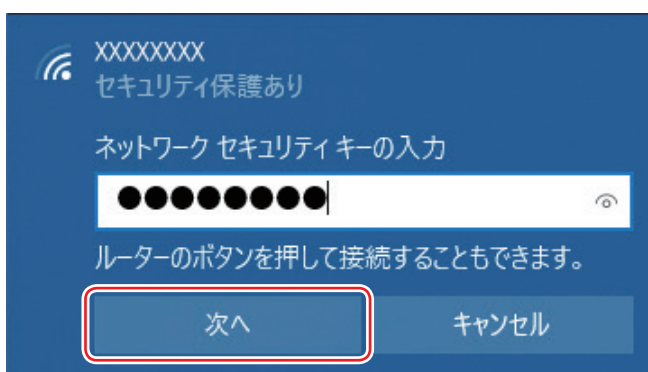 XXXXXXXX
セキュリティ保護あり
ネットワーク セキュリティ キーの入力
●●●●●●●●
ルーターのボタンを押して接続することもできます。
次へ
キャンセル